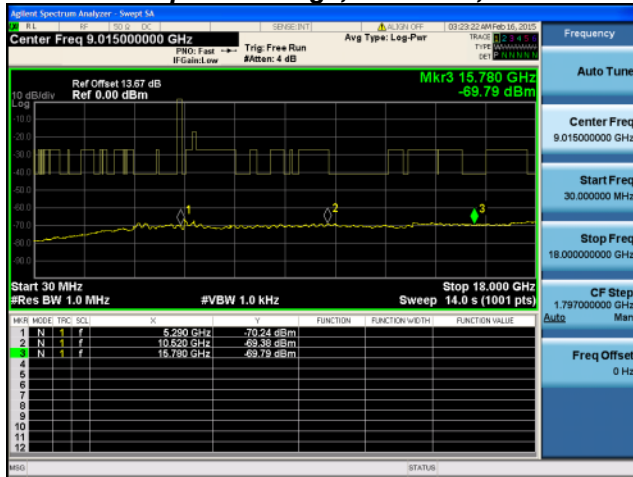 Agilent Spectrum Analyzer - Swept SA
RL RF 50 Ω DC SENSE:INT ALIGN OFF 03:23:22 AM Feb 16, 2015
Center Freq 9.015000000 GHz
PNO: Fast Trig: Free Run
IFGain:Low #Atten: 4 dB
Avg Type: Log-Pwr
TRACE 1 2 3 4 5 6
TYPE
DET P N N N N N
Ref Offset 13.67 dB
10 dB/div Ref 0.00 dBm
Log
Mkr3 15.780 GHz
-69.79 dBm
-10.0
-20.0
-30.0
-40.0
-50.0
-60.0
-70.0
-80.0
-90.0
1
2
3
Start 30 MHz Stop 18.000 GHz
#Res BW 1.0 MHz #VBW 1.0 kHz Sweep 14.0 s (1001 pts)
MKR MODE TRC SCL X Y FUNCTION FUNCTION WIDTH FUNCTION VALUE
1 N 1 f 5.290 GHz -70.24 dBm
2 N 1 f 10.520 GHz -69.38 dBm
3 N 1 f 15.780 GHz -69.79 dBm
4
5
6
7
8
9
10
11
12
MSG STATUS
Frequency
Auto Tune
Center Freq
9.015000000 GHz
Start Freq
30.000000 MHz
Stop Freq
18.000000000 GHz
CF Step
1.797000000 GHz
Auto Man
Freq Offset
0 Hz